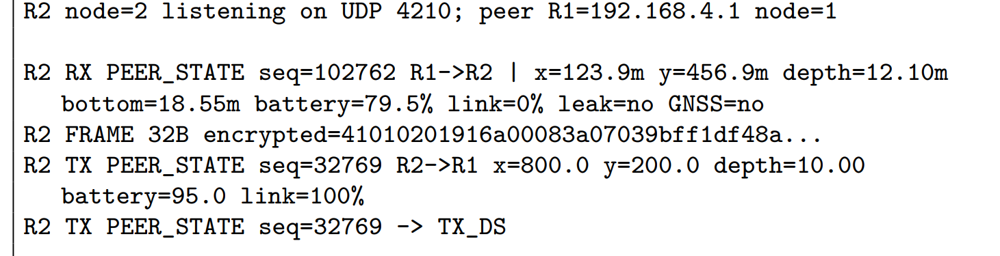 R2 node=2 listening on UDP 4210; peer R1=192.168.4.1 node=1
R2 RX PEER_STATE seq=102762 R1->R2 | x=123.9m y=456.9m depth=12.10m
bottom=18.55m battery=79.5% link=0% leak=no GNSS=no
R2 FRAME 32B encrypted=41010201916a00083a07039bff1df48a...
R2 TX PEER_STATE seq=32769 R2->R1 x=800.0 y=200.0 depth=10.00
battery=95.0 link=100%
R2 TX PEER_STATE seq=32769 -> TX_DS